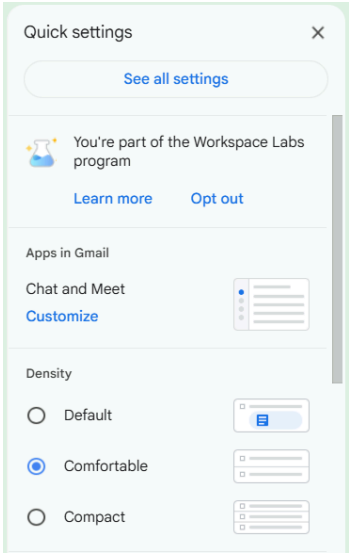 Quick settings
See all settings
You're part of the Workspace Labs
program
Learn more Opt out
Apps in Gmail
Chat and Meet
Customize
Density
Default
Comfortable
Compact